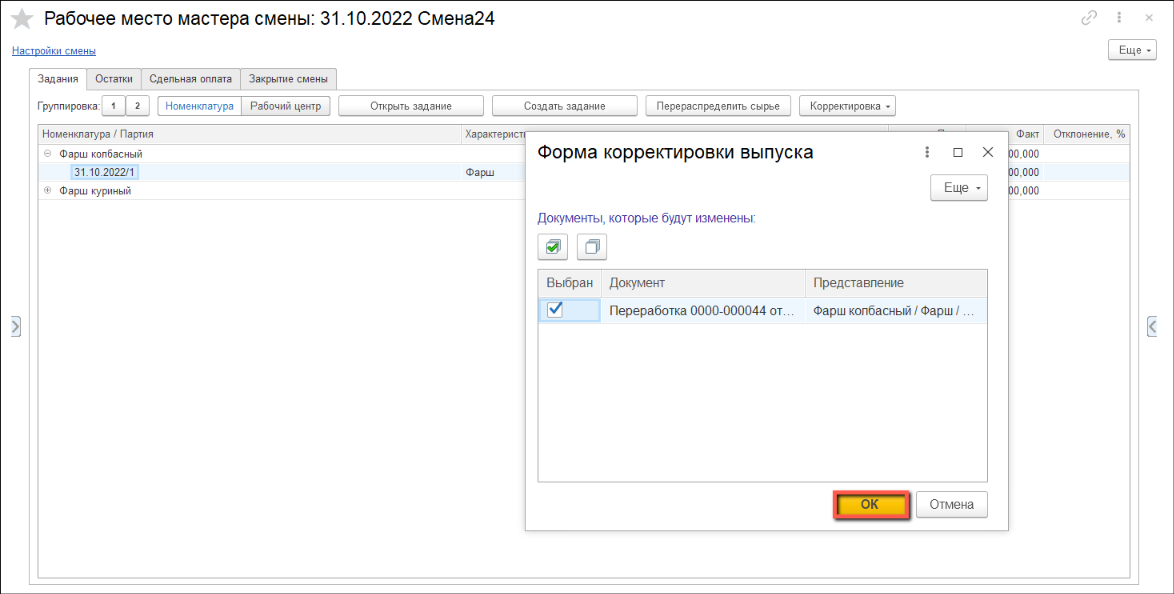 Рабочее место мастера смены: 31.10.2022 Смена24
Настройки смены
Еще
Задания Остатки Сдельная оплата Закрытие смены
Группировка: 1 2 Номенклатура Рабочий центр Открыть задание Создать задание Перераспределить сырье Корректировка
Номенклатура / Партия Характерист Факт Отклонение, %
Фарш колбасный 00,000
31.10.2022/1 Фарш 00,000
Фарш куриный 00,000
Форма корректировки выпуска
Еще
Документы, которые будут изменены:
Выбран Документ Представление
Переработка 0000-000044 от... Фарш колбасный / Фарш / ...
ОК Отмена